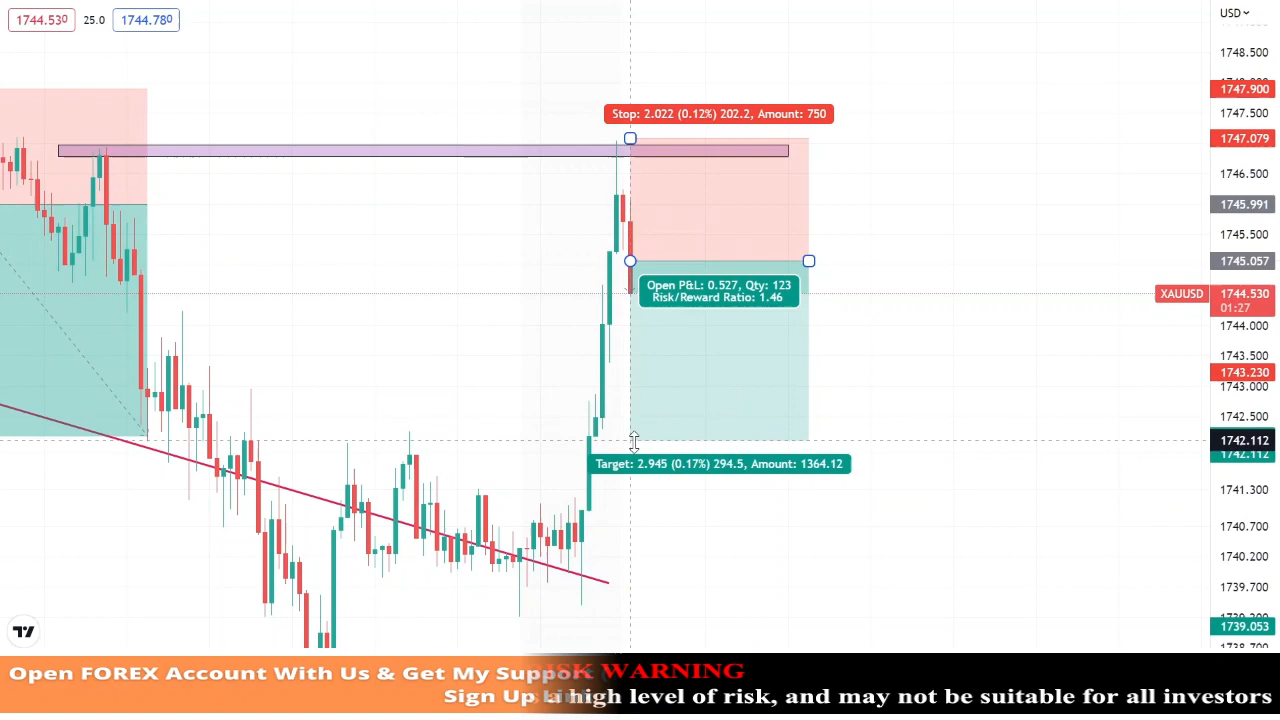 1744.530 25.0 1744.780
USD
1748.500
1747.900
1747.500
1747.079
1746.500
1745.991
1745.500
1745.057
XAUUSD 1744.530
01:27
1744.000
1743.500
1743.230
1743.000
1742.500
1742.112
1742.112
1741.300
1740.700
1740.200
1739.700
1739.053
1738.700
Stop: 2.022 (0.12%) 202.2, Amount: 750
Open P&L: 0.527, Qty: 123
Risk/Reward Ratio: 1.46
Target: 2.945 (0.17%) 294.5, Amount: 1364.12
Open FOREX Account With Us & Get My Suppor
Sign Up
SK WARNING
a high level of risk, and may not be suitable for all investors